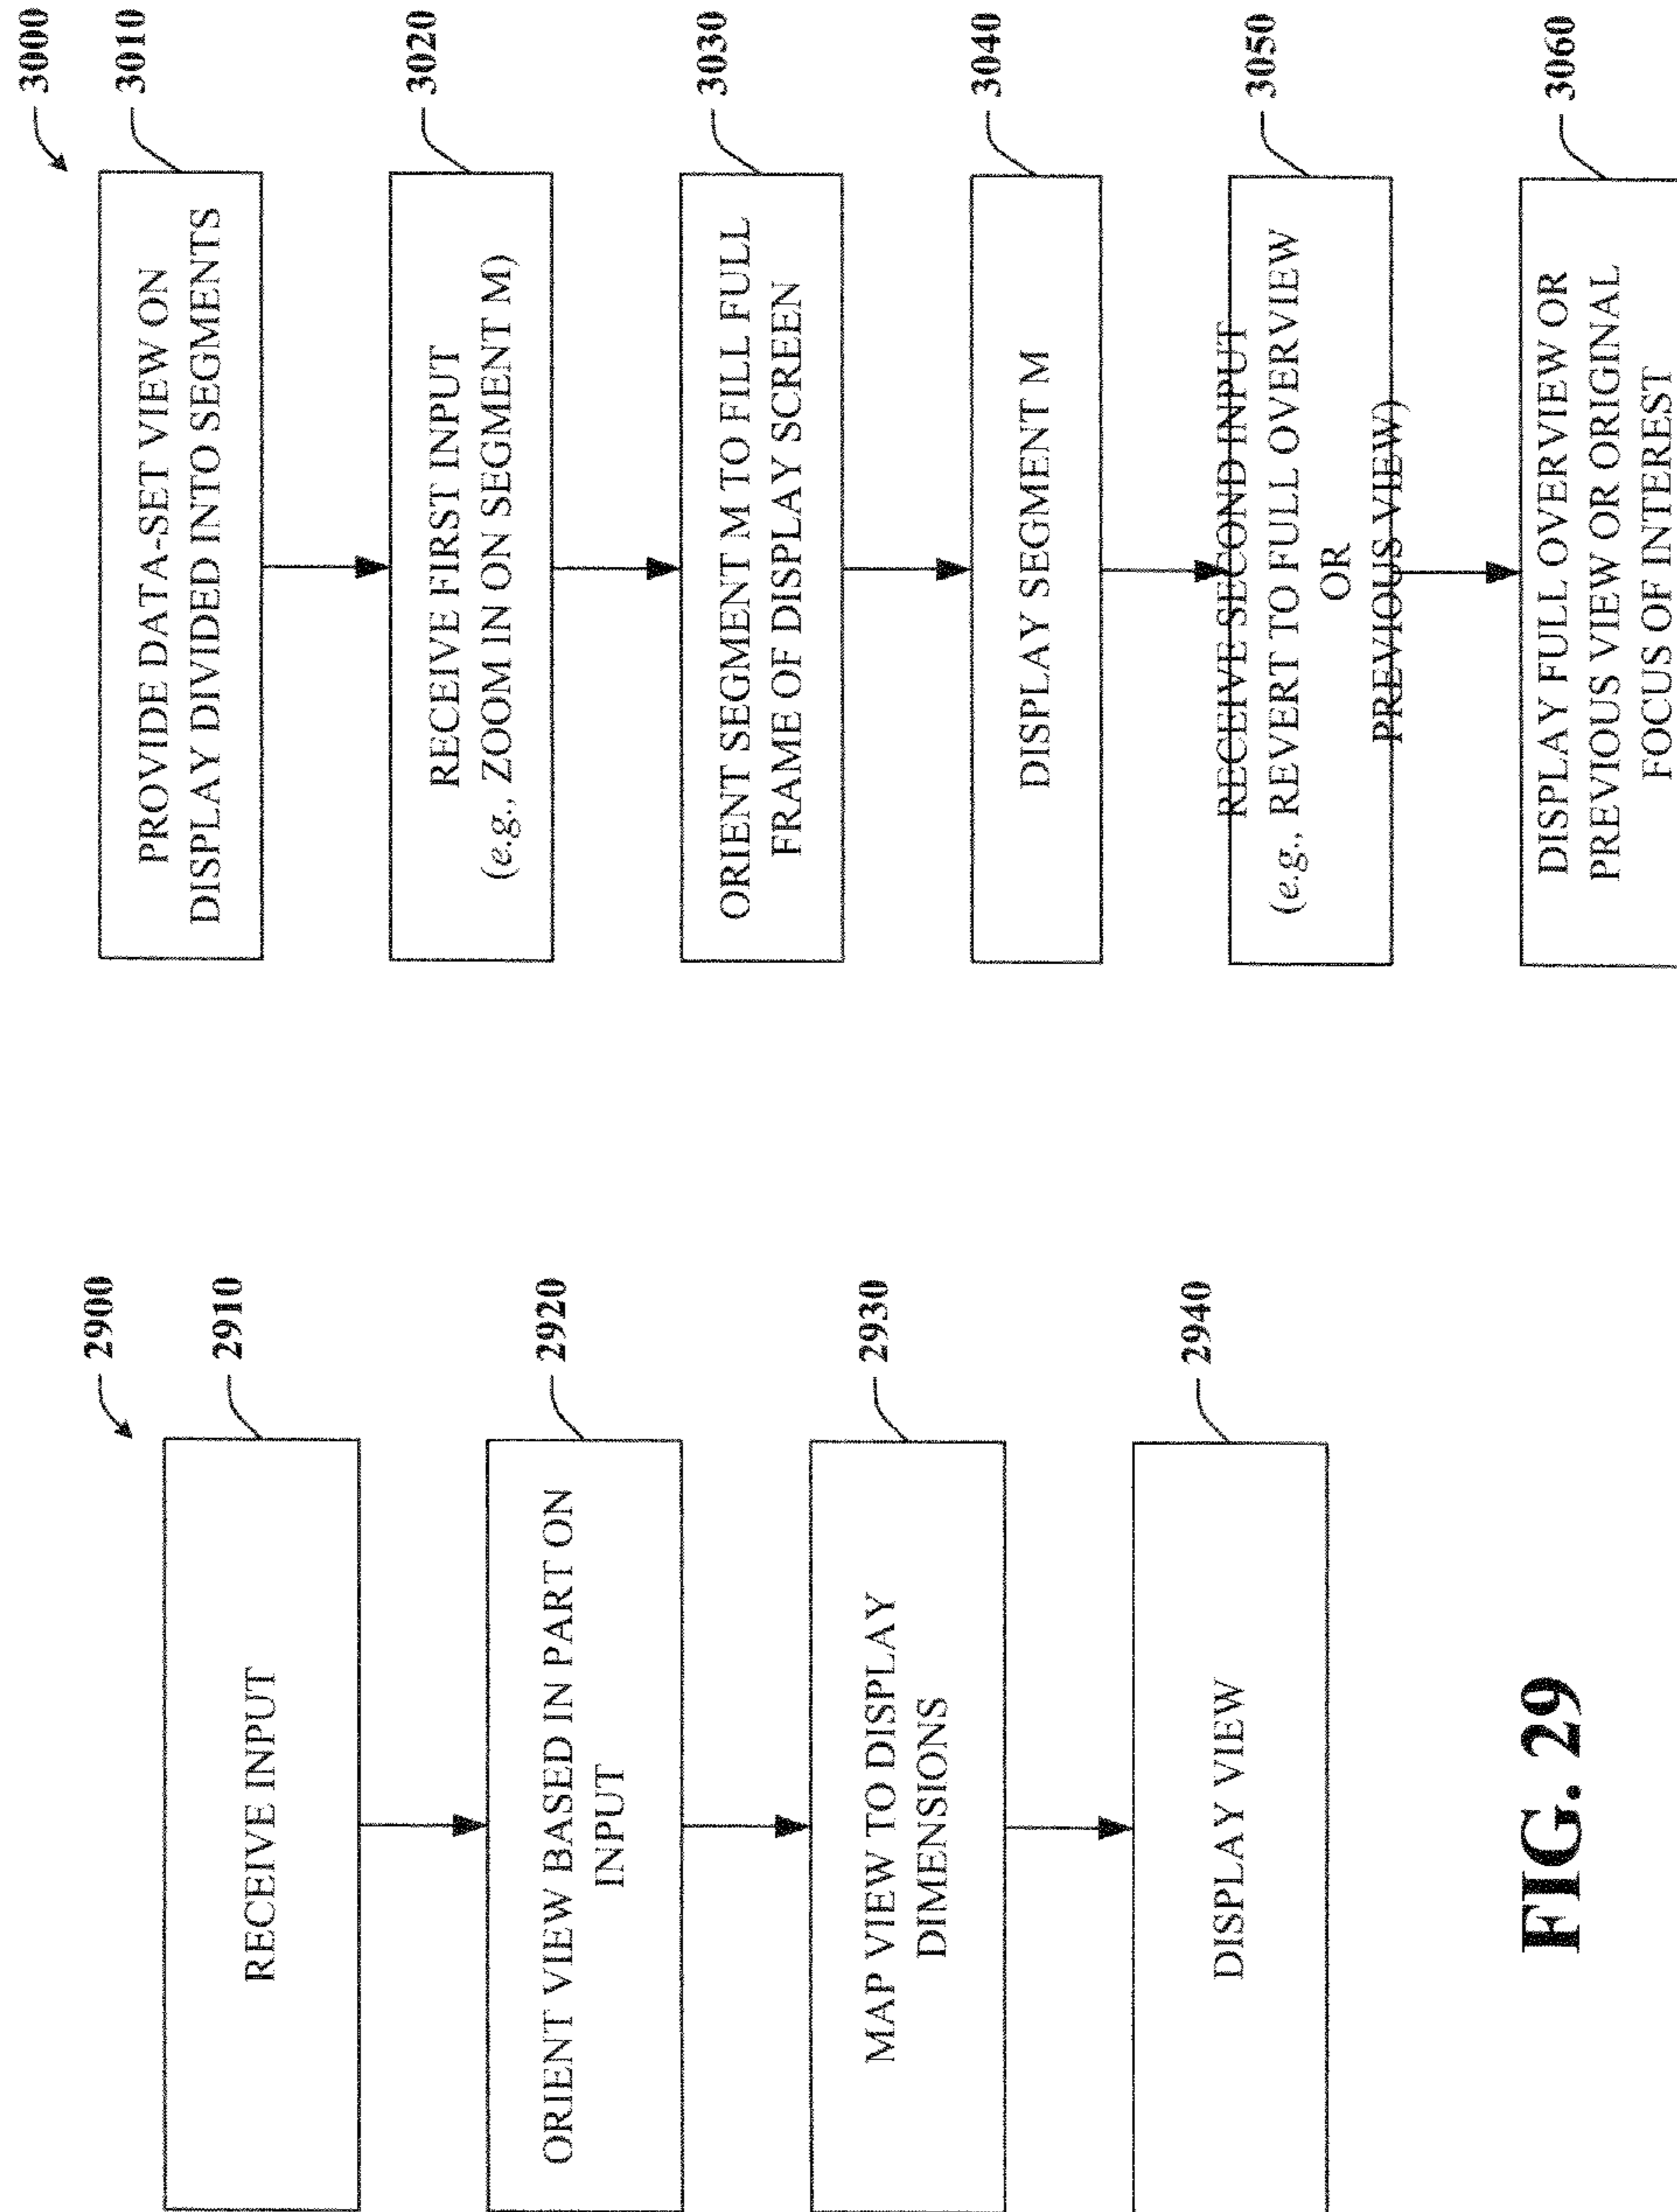 2900
2910
RECEIVE INPUT
2920
ORIENT VIEW BASED IN PART ON
INPUT
2930
MAP VIEW TO DISPLAY
DIMENSIONS
2940
DISPLAY VIEW
FIG. 29
3000
3010
PROVIDE DATA-SET VIEW ON
DISPLAY DIVIDED INTO SEGMENTS
3020
RECEIVE FIRST INPUT
(e.g., ZOOM IN ON SEGMENT M)
3030
ORIENT SEGMENT M TO FILL FULL
FRAME OF DISPLAY SCREEN
3040
DISPLAY SEGMENT M
3050
RECEIVE SECOND INPUT
(e.g., REVERT TO FULL OVERVIEW
OR
PREVIOUS VIEW)
3060
DISPLAY FULL OVERVIEW OR
PREVIOUS VIEW OR ORIGINAL
FOCUS OF INTEREST